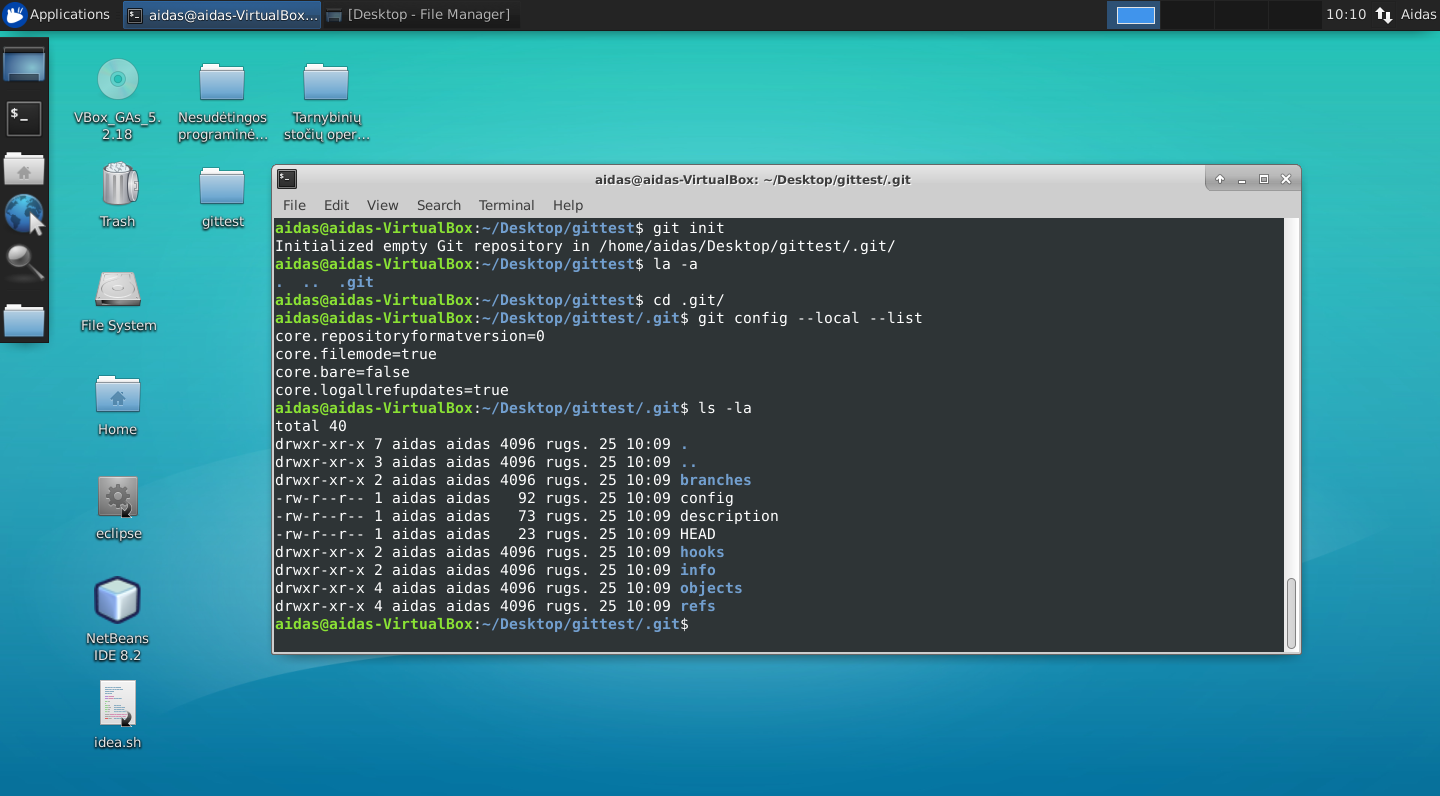 Applications aidas@aidas-VirtualBox... [Desktop - File Manager] 10:10 Aidas
VBox_GAs_5.
2.18
Nesudėtingos
programinė...
Tarnybinių
stočių oper...
Trash
gittest
File System
Home
eclipse
NetBeans
IDE 8.2
idea.sh
aidas@aidas-VirtualBox: ~/Desktop/gittest/.git
File Edit View Search Terminal Help
aidas@aidas-VirtualBox:~/Desktop/gittest$ git init
Initialized empty Git repository in /home/aidas/Desktop/gittest/.git/
aidas@aidas-VirtualBox:~/Desktop/gittest$ la -a
.  ..  .git
aidas@aidas-VirtualBox:~/Desktop/gittest$ cd .git/
aidas@aidas-VirtualBox:~/Desktop/gittest/.git$ git config --local --list
core.repositoryformatversion=0
core.filemode=true
core.bare=false
core.logallrefupdates=true
aidas@aidas-VirtualBox:~/Desktop/gittest/.git$ ls -la
total 40
drwxr-xr-x 7 aidas aidas 4096 rugs. 25 10:09 .
drwxr-xr-x 3 aidas aidas 4096 rugs. 25 10:09 ..
drwxr-xr-x 2 aidas aidas 4096 rugs. 25 10:09 branches
-rw-r--r-- 1 aidas aidas   92 rugs. 25 10:09 config
-rw-r--r-- 1 aidas aidas   73 rugs. 25 10:09 description
-rw-r--r-- 1 aidas aidas   23 rugs. 25 10:09 HEAD
drwxr-xr-x 2 aidas aidas 4096 rugs. 25 10:09 hooks
drwxr-xr-x 2 aidas aidas 4096 rugs. 25 10:09 info
drwxr-xr-x 4 aidas aidas 4096 rugs. 25 10:09 objects
drwxr-xr-x 4 aidas aidas 4096 rugs. 25 10:09 refs
aidas@aidas-VirtualBox:~/Desktop/gittest/.git$